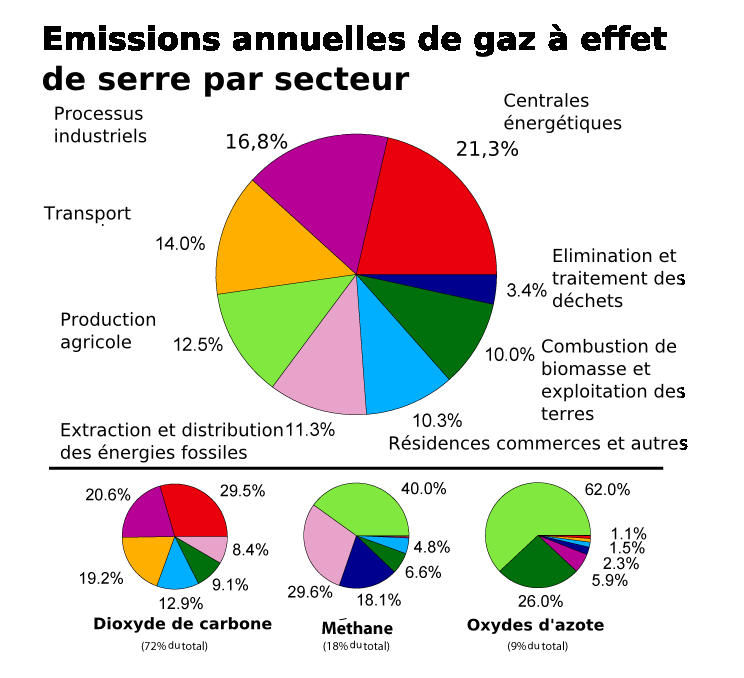 Emissions annuelles de gaz à effet
de serre par secteur
Processus
industriels
16,8%
Centrales
énergétiques
21,3%
Transport
14.0%
Elimination et
traitement des
déchets
3.4%
Production
agricole
12.5%
10.0%
Combustion de
biomasse et
exploitation des
terres
Extraction et distribution
des énergies fossiles
11.3%
10.3%
Résidences commerces et autres
20.6%
29.5%
8.4%
9.1%
12.9%
19.2%
Dioxyde de carbone
(72% du total)
40.0%
4.8%
6.6%
18.1%
29.6%
Méthane
(18% du total)
62.0%
1.1%
1.5%
2.3%
5.9%
26.0%
Oxydes d'azote
(9% du total)